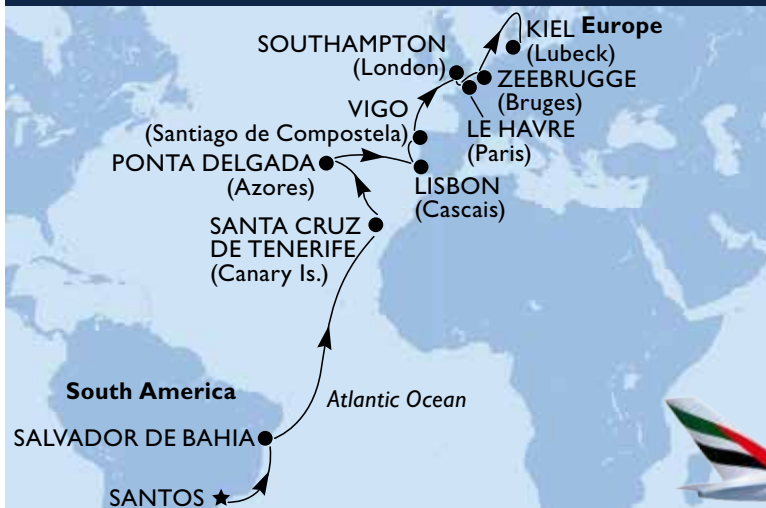 KIEL Europe
(Lubeck)
SOUTHAMPTON
(London)
ZEEBRUGGE
(Bruges)
VIGO
(Santiago de Compostela)
LE HAVRE
(Paris)
PONTA DELGADA
(Azores)
LISBON
(Cascais)
SANTA CRUZ
DE TENERIFE
(Canary Is.)
South America
Atlantic Ocean
SALVADOR DE BAHIA
SANTOS